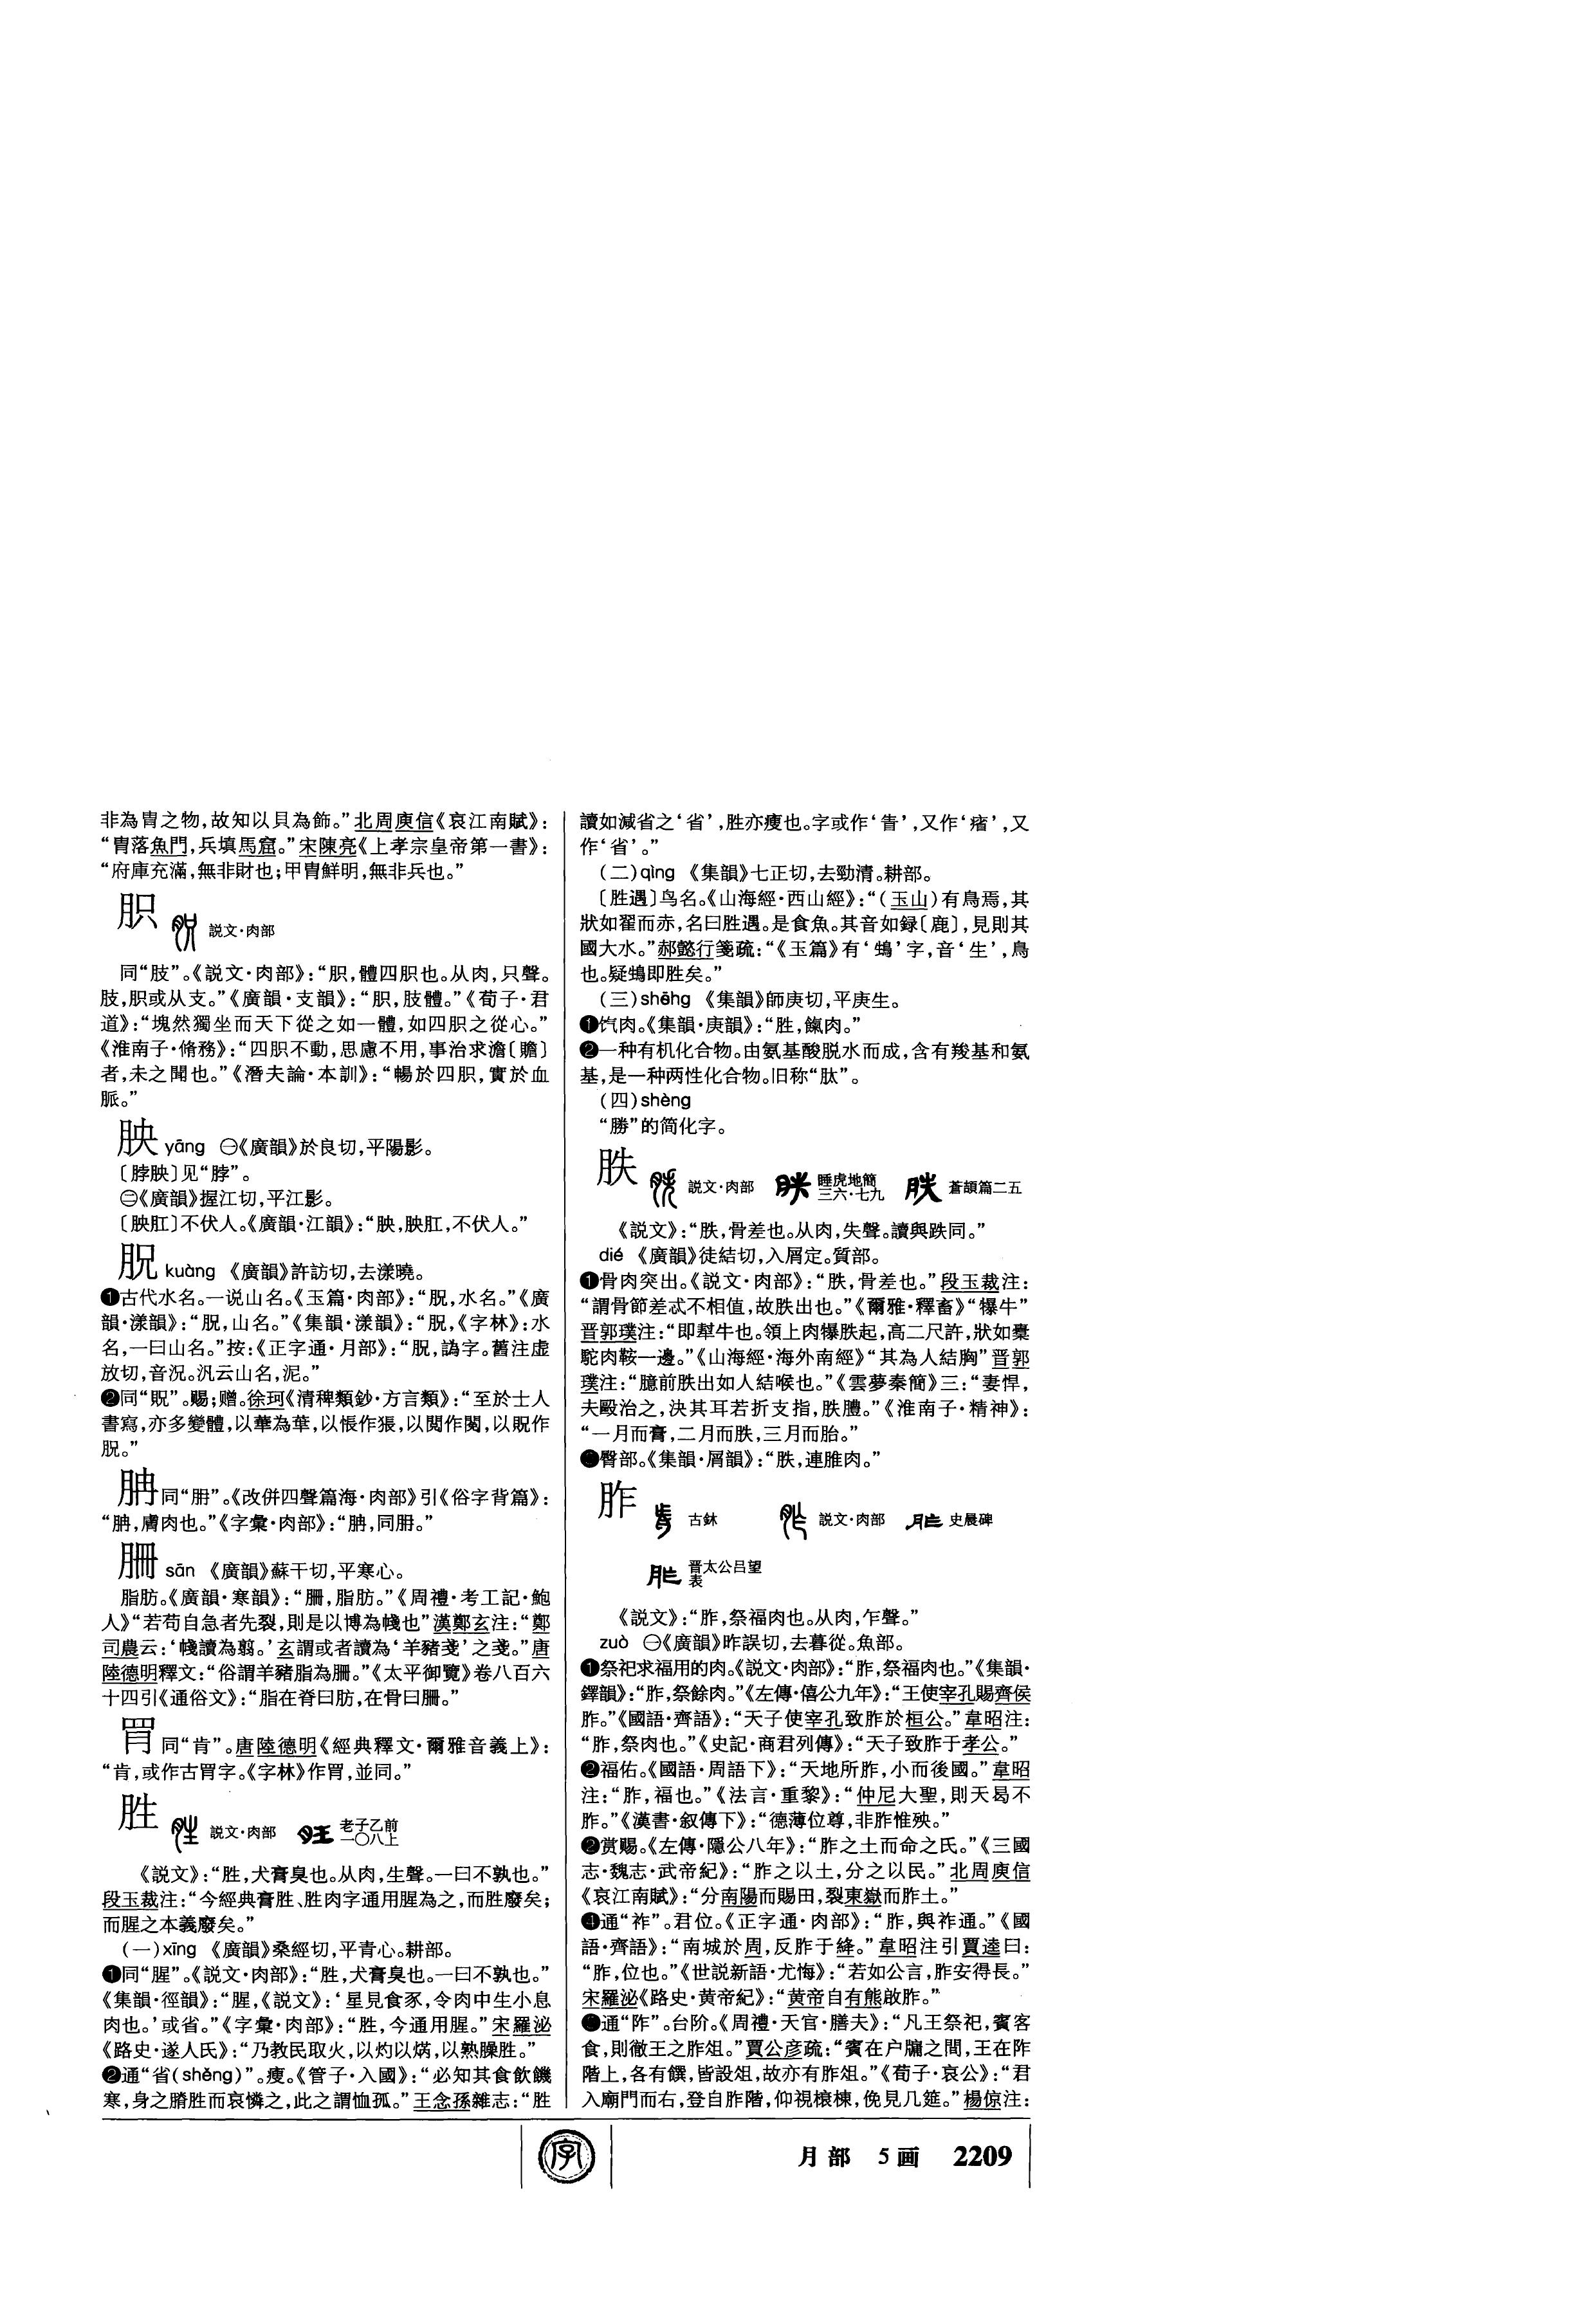 非為冑之物，故知以貝為飾。”北周庾信《哀江南賦》：
“冑落魚門，兵填馬窟。”宋陳亮《上孝宗皇帝第一書》：
“府庫充滿，無非財也；甲冑鮮明，無非兵也。”
胑 説文·肉部
同“肢”。《説文·肉部》：“胑，體四胑也。从肉，只聲。
肢，胑或从支。”《廣韻·支韻》：“胑，肢體。”《荀子·君
道》：“塊然獨坐而天下從之如一體，如四胑之從心。”
《淮南子·脩務》：“四胑不動，思慮不用，事治求澹〔贍〕
者，未之聞也。”《潛夫論·本訓》：“暢於四胑，實於血
脈。”
胦 yāng ㊀《廣韻》於良切，平陽影。
〔脖胦〕见“脖”。
㊁《廣韻》握江切，平江影。
〔胦肛〕不伏人。《廣韻·江韻》：“胦，胦肛，不伏人。”
䏃 kuàng 《廣韻》許訪切，去漾曉。
❶古代水名。一说山名。《玉篇·肉部》：“䏃，水名。”《廣
韻·漾韻》：“䏃，山名。”《集韻·漾韻》：“䏃，《字林》：水
名，一曰山名。”按：《正字通·月部》：“䏃，譌字。舊注虚
放切，音況。汎云山名，泥。”
❷同“貺”。赐；赠。徐珂《清稗類鈔·方言類》：“至於士人
書寫，亦多變體，以華為華，以悵作狠，以閲作閔，以貺作
䏃。”
同“胼”。《改併四聲篇海·肉部》引《俗字背篇》：
“，膚肉也。”《字彙·肉部》：“，同胼。”
胹 sān 《廣韻》蘇干切，平寒心。
脂肪。《廣韻·寒韻》：“䏼，脂肪。”《周禮·考工記·鮑
人》“若苟自急者先裂，則是以博為帴也”漢鄭玄注：“鄭
司農云：‘帴讀為翦。’玄謂或者讀為‘羊豬戔’之戔。”唐
陸德明釋文：“俗謂羊豬脂為䏼。”《太平御覽》卷八百六
十四引《通俗文》：“脂在脊曰肪，在骨曰䏼。”
同“肯”。唐陸德明《經典釋文·爾雅音義上》：
“肯，或作古字。《字林》作，並同。”
胜 説文·肉部 老子乙前一〇八上
《説文》：“胜，犬膏臭也。从肉，生聲。一曰不孰也。”
段玉裁注：“今經典膏胜、胜肉字通用腥為之，而胜廢矣；
而腥之本義廢矣。”
（一）xīng 《廣韻》桑經切，平青心。耕部。
❶同“腥”。《説文·肉部》：“胜，犬膏臭也。一曰不孰也。”
《集韻·徑韻》：“腥，《説文》：‘星見食豕，令肉中生小息
肉也。’或省。”《字彙·肉部》：“胜，今通用腥。”宋羅泌
《路史·遂人氏》：“乃教民取火，以灼以焫，以熟臊胜。”
❷通“省（shěng）”。瘦。《管子·入國》：“必知其食飲饑
寒，身之膌胜而哀憐之，此之謂恤孤。”王念孫雜志：“胜
讀如減省之‘省’，胜亦瘦也。字或作‘眚’，又作‘㾪’，又
作‘省’。”
（二）qìng 《集韻》七正切，去勁清。耕部。
〔胜遇〕鸟名。《山海經·西山經》：“（玉山）有鳥焉，其
狀如翟而赤，名曰胜遇。是食魚。其音如録〔鹿〕，見則其
國大水。”郝懿行箋疏：“《玉篇》有‘鴠’字，音‘生’，鳥
也。疑鴠即胜矣。”
（三）shēng 《集韻》師庚切，平庚生。
❶饩肉。《集韻·庚韻》：“胜，餼肉。”
❷一种有机化合物。由氨基酸脱水而成，含有羧基和氨
基，是一种两性化合物。旧称“肽”。
（四）shèng
“勝”的简化字。
胅 説文·肉部 睡虎地簡三六·七九 蒼頡篇二五
《説文》：“胅，骨差也。从肉，失聲。讀與跌同。”
dié 《廣韻》徒結切，入屑定。質部。
❶骨肉突出。《説文·肉部》：“胅，骨差也。”段玉裁注：
“謂骨節差忒不相值，故胅出也。”《爾雅·釋畜》“犦牛”
晋郭璞注：“即犎牛也。領上肉犦胅起，高二尺許，狀如橐
駝肉鞍一邊。”《山海經·海外南經》“其為人結胸”晋郭
璞注：“臆前胅出如人結喉也。”《雲夢秦簡》三：“妻悍，
夫毆治之，決其耳若折支指，胅體。”《淮南子·精神》：
“一月而膏，二月而胅，三月而胎。”
❷臀部。《集韻·屑韻》：“胅，連脽肉。”
胙 古鉥 説文·肉部 史晨碑
晋太公吕望表
《説文》：“胙，祭福肉也。从肉，乍聲。”
zuò ㊀《廣韻》昨誤切，去暮從。魚部。
❶祭祀求福用的肉。《説文·肉部》：“胙，祭福肉也。”《集韻·
鐸韻》：“胙，祭餘肉。”《左傳·僖公九年》：“王使宰孔賜齊侯
胙。”《國語·齊語》：“天子使宰孔致胙於桓公。”韋昭注：
“胙，祭肉也。”《史記·商君列傳》：“天子致胙于孝公。”
❷福佑。《國語·周語下》：“天地所胙，小而後國。”韋昭
注：“胙，福也。”《法言·重黎》：“仲尼大聖，則天曷不
胙。”《漢書·叙傳下》：“德薄位尊，非胙惟殃。”
❷赏赐。《左傳·隱公八年》：“胙之土而命之氏。”《三國
志·魏志·武帝紀》：“胙之以土，分之以民。”北周庾信
《哀江南賦》：“分南陽而賜田，裂東嶽而胙土。”
❹通“祚”。君位。《正字通·肉部》：“胙，與祚通。”《國
語·齊語》：“南城於周，反胙于絳。”韋昭注引賈逵曰：
“胙，位也。”《世説新語·尤悔》：“若如公言，胙安得長。”
宋羅泌《路史·黄帝紀》：“黄帝自有熊啟胙。”
❺通“阼”。台阶。《周禮·天官·膳夫》：“凡王祭祀，賓客
食，則徹王之胙俎。”賈公彦疏：“賓在户牖之間，王在阼
階上，各有饌，皆設俎，故亦有胙俎。”《荀子·哀公》：“君
入廟門而右，登自胙階，仰視榱棟，俛見几筵。”楊倞注：
字
月部 5画 2209